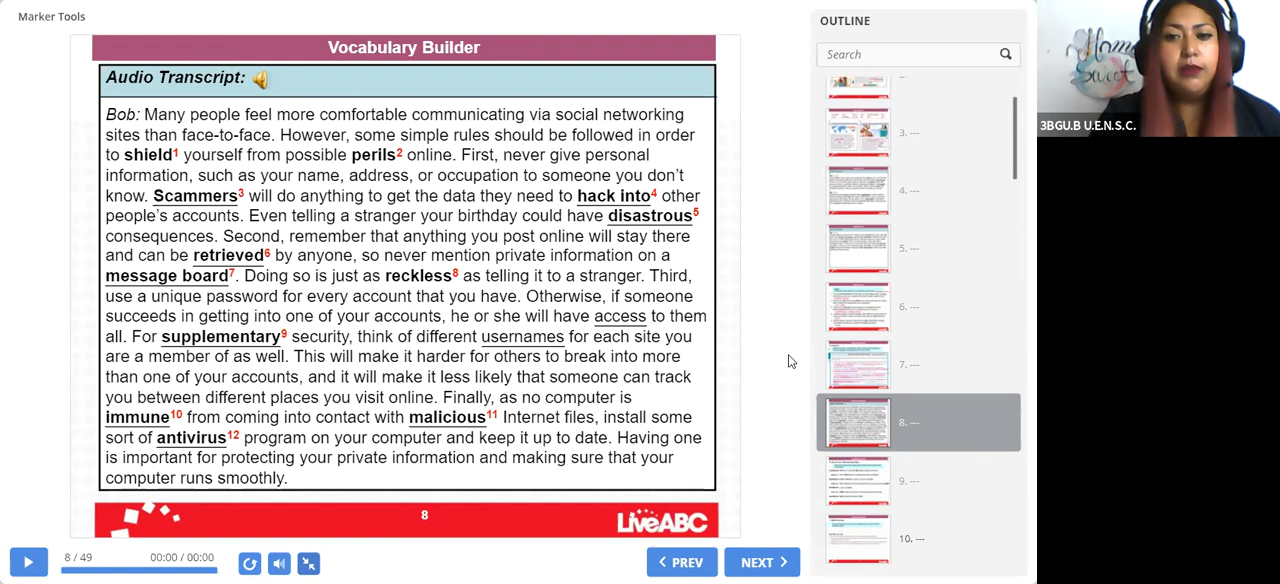 Marker Tools
Vocabulary Builder
Audio Transcript:
Bob: Many people feel more comfortable communicating via social networking
sites than face-to-face. However, some simple rules should be followed in order
to shield1 yourself from possible perils2 online. First, never give personal
information, such as your name, address, or occupation to someone you don't
know. Scammers3 will do anything to get the data they need to hack into4 other
people's accounts. Even telling a stranger your birthday could have disastrous5
consequences. Second, remember that anything you post online will stay there
and can be retrieved6 by anyone, so never mention private information on a
message board7. Doing so is just as reckless8 as telling it to a stranger. Third,
use a unique password for every account that you have. Otherwise, if someone
succeeds in getting into one of your accounts, he or she will have access to them
all. For supplementary9 security, think of different usernames for each site you
are a member of as well. This will make it harder for others to break into more
than one of your accounts, and it will make it less likely that someone can track
you between different places you visit online. Finally, as no computer is
immune10 from coming into contact with malicious11 Internet files, install some
sort of antivirus12 program on your computer and keep it up to date. Having one
is integral for protecting your private information and making sure that your
computer runs smoothly.
8
LiveABC
8 / 49
00:00 / 00:00
PREV
NEXT
OUTLINE
Search
3. ---
4. ---
5. ---
6. ---
7. ---
8. ---
9. ---
10. ---
Home
Sweet
3BGU.B U.E.N.S.C.